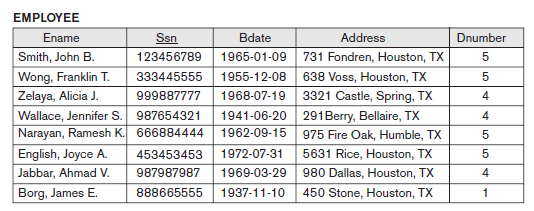 EMPLOYEE
Ename Ssn Bdate Address Dnumber
Smith, John B. 123456789 1965-01-09 731 Fondren, Houston, TX 5
Wong, Franklin T. 333445555 1955-12-08 638 Voss, Houston, TX 5
Zelaya, Alicia J. 999887777 1968-07-19 3321 Castle, Spring, TX 4
Wallace, Jennifer S. 987654321 1941-06-20 291Berry, Bellaire, TX 4
Narayan, Ramesh K. 666884444 1962-09-15 975 Fire Oak, Humble, TX 5
English, Joyce A. 453453453 1972-07-31 5631 Rice, Houston, TX 5
Jabbar, Ahmad V. 987987987 1969-03-29 980 Dallas, Houston, TX 4
Borg, James E. 888665555 1937-11-10 450 Stone, Houston, TX 1